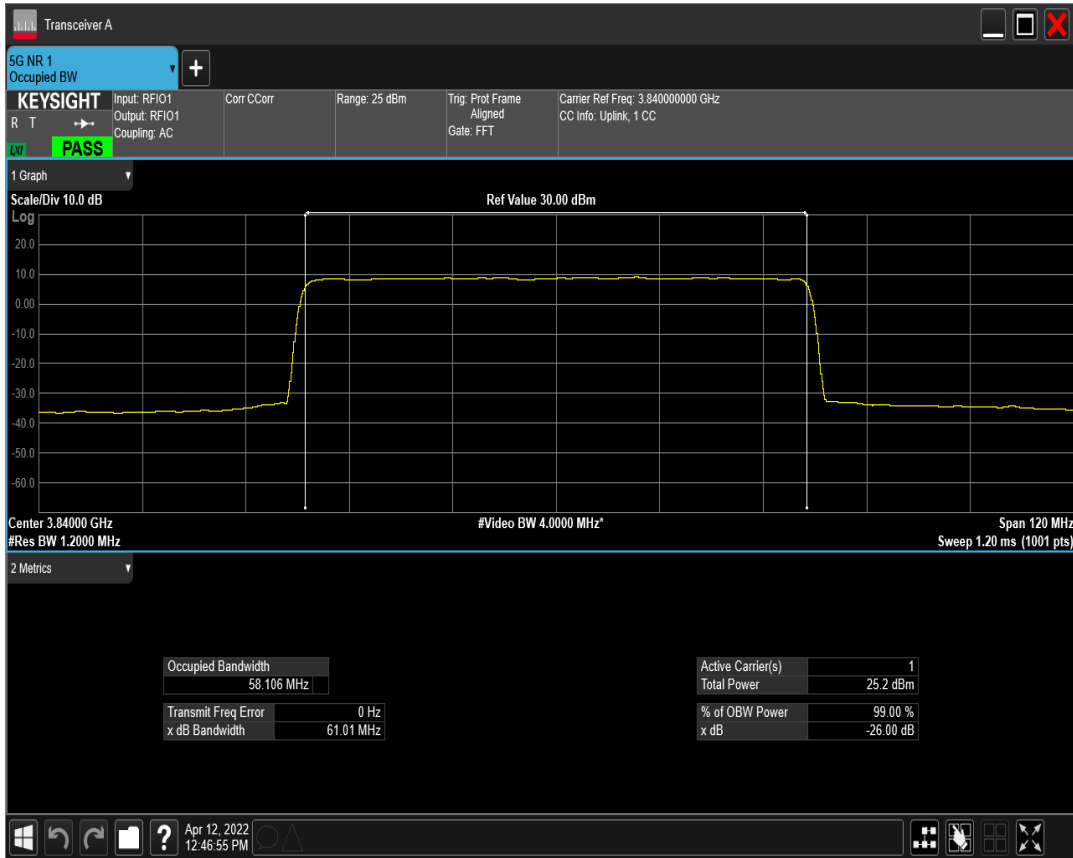 Transceiver A
5G NR 1
Occupied BW
KEYSIGHT
R T
LXI
PASS
Input: RFIO1
Output: RFIO1
Coupling: AC
Corr CCorr
Range: 25 dBm
Trig: Prot Frame
Aligned
Gate: FFT
Carrier Ref Freq: 3.840000000 GHz
CC Info: Uplink, 1 CC
1 Graph
Scale/Div 10.0 dB
Ref Value 30.00 dBm
Log
20.0
10.0
0.00
-10.0
-20.0
-30.0
-40.0
-50.0
-60.0
Center 3.84000 GHz
#Video BW 4.0000 MHz*
Span 120 MHz
#Res BW 1.2000 MHz
Sweep 1.20 ms (1001 pts)
2 Metrics
Occupied Bandwidth
58.106 MHz
Transmit Freq Error 0 Hz
x dB Bandwidth 61.01 MHz
Active Carrier(s) 1
Total Power 25.2 dBm
% of OBW Power 99.00 %
x dB -26.00 dB
?
Apr 12, 2022
12:46:55 PM